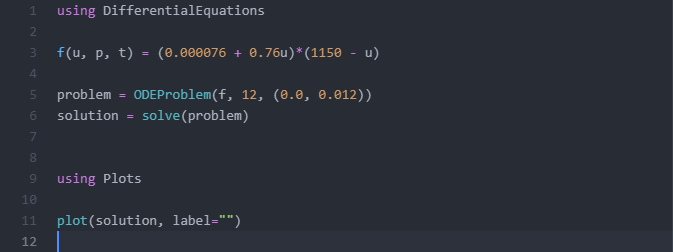 1 using DifferentialEquations
2
3 f(u, p, t) = (0.000076 + 0.76u)*(1150 - u)
4
5 problem = ODEProblem(f, 12, (0.0, 0.012))
6 solution = solve(problem)
7
8
9 using Plots
10
11 plot(solution, label="")
12